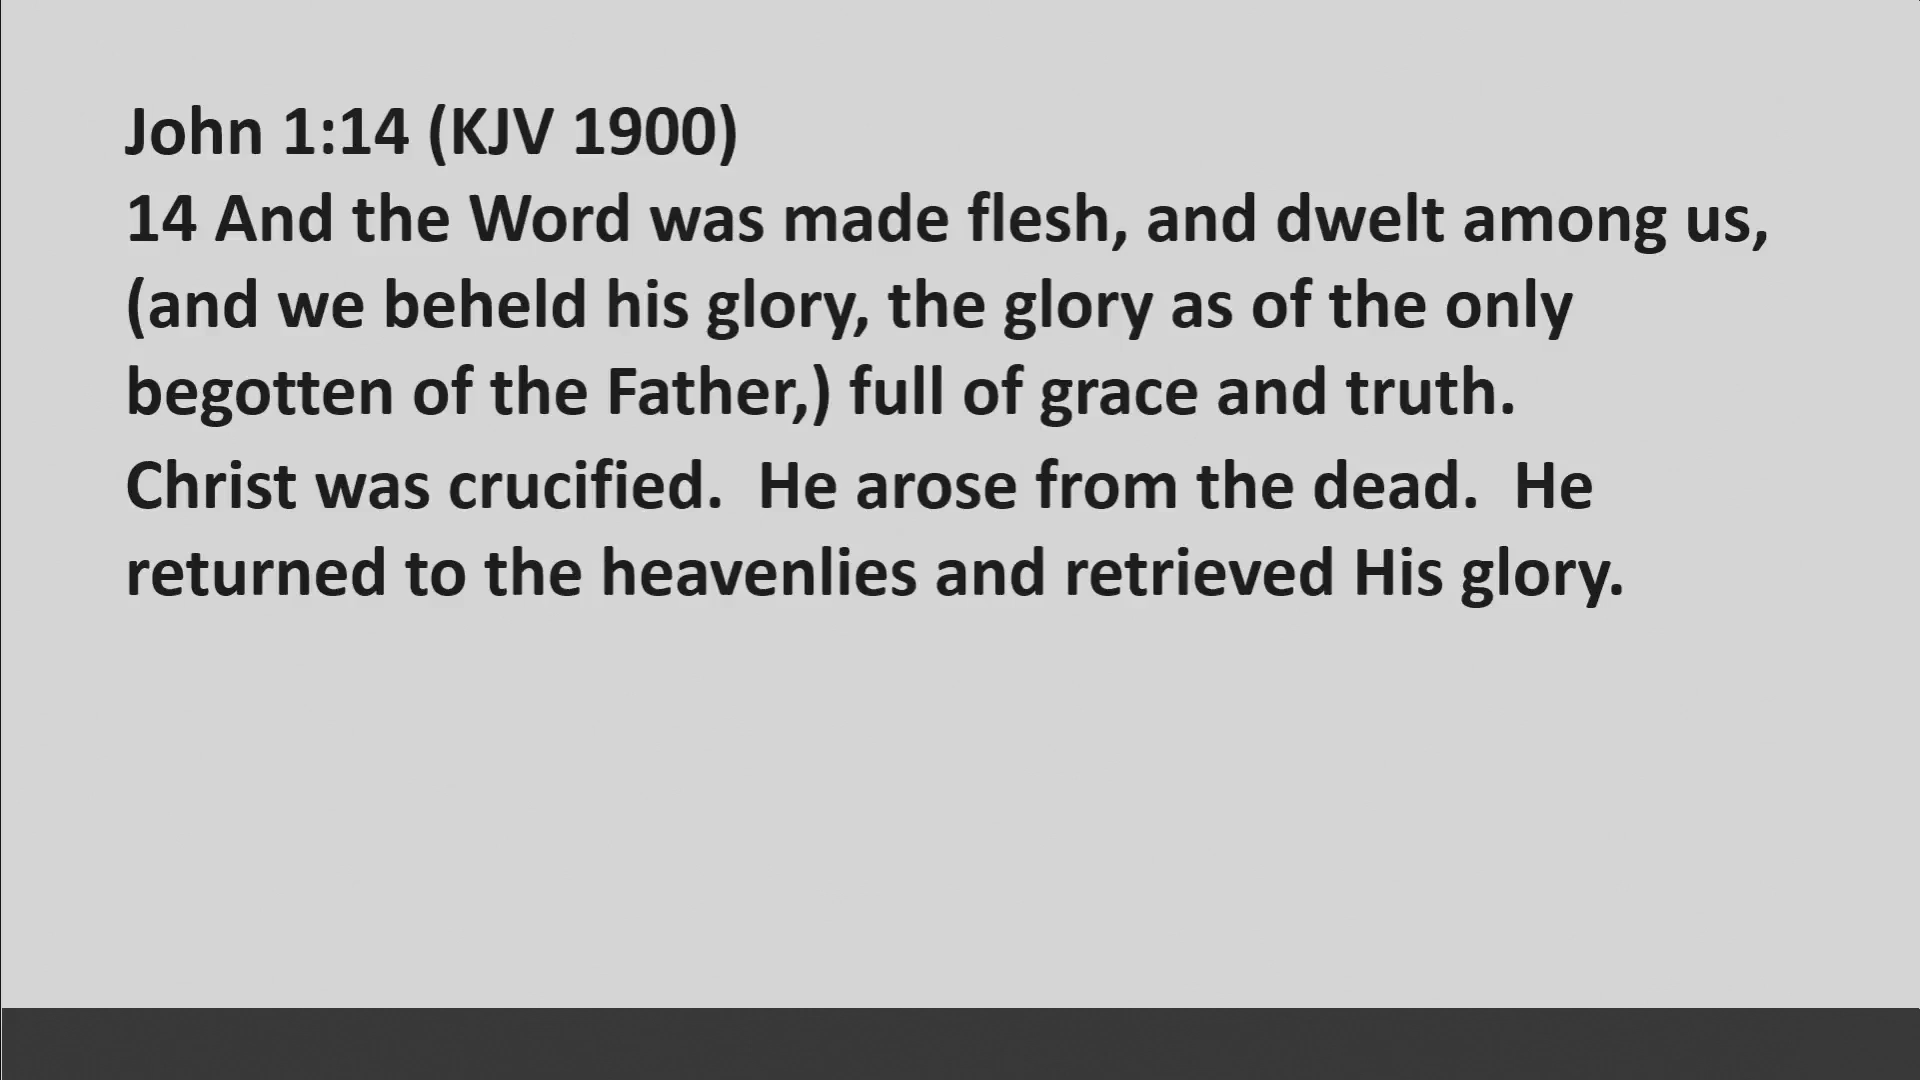 John 1:14 (KJV 1900)
14 And the Word was made flesh, and dwelt among us,
(and we beheld his glory, the glory as of the only
begotten of the Father,) full of grace and truth.
Christ was crucified.  He arose from the dead.  He
returned to the heavenlies and retrieved His glory.